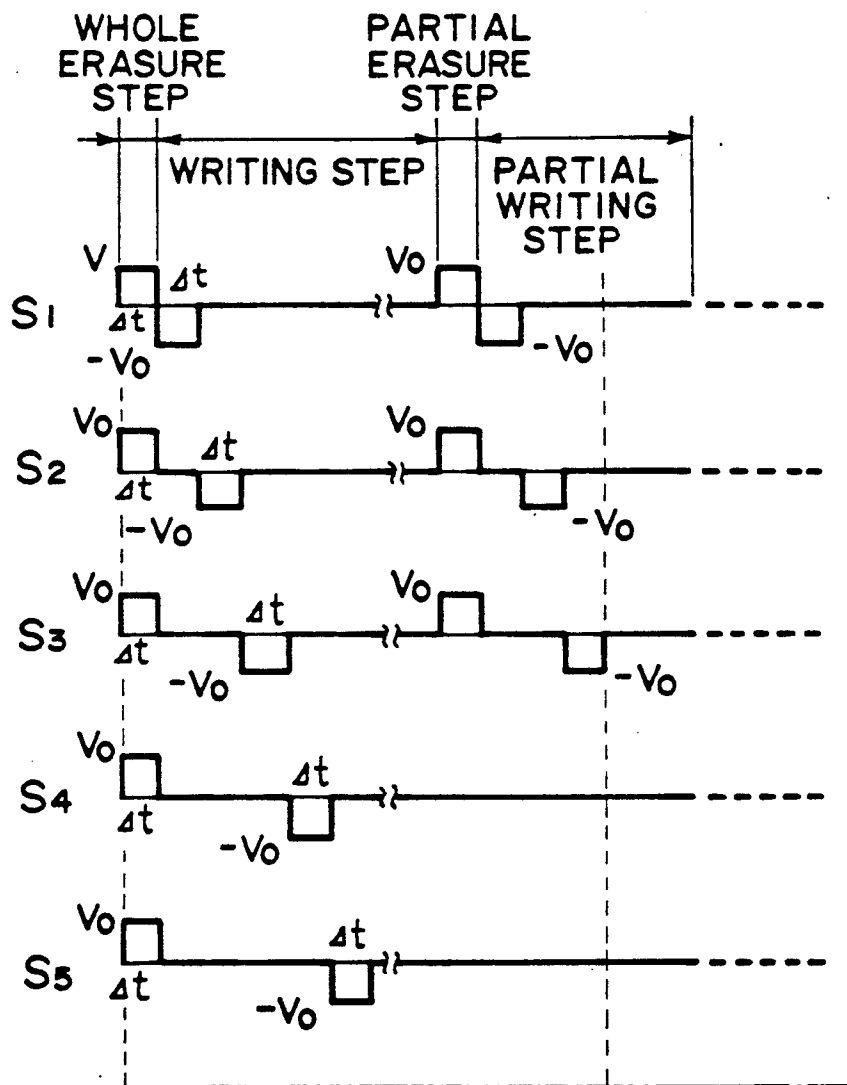 WHOLE
ERASURE
STEP
PARTIAL
ERASURE
STEP
WRITING STEP
PARTIAL
WRITING
STEP
V
Δt
Vo
S1
Δt
-Vo
-Vo
Vo
Δt
Vo
S2
Δt
-Vo
-Vo
Vo
Δt
Vo
S3
Δt
-Vo
-Vo
Vo
Δt
S4
Δt
-Vo
Vo
Δt
S5
Δt
-Vo